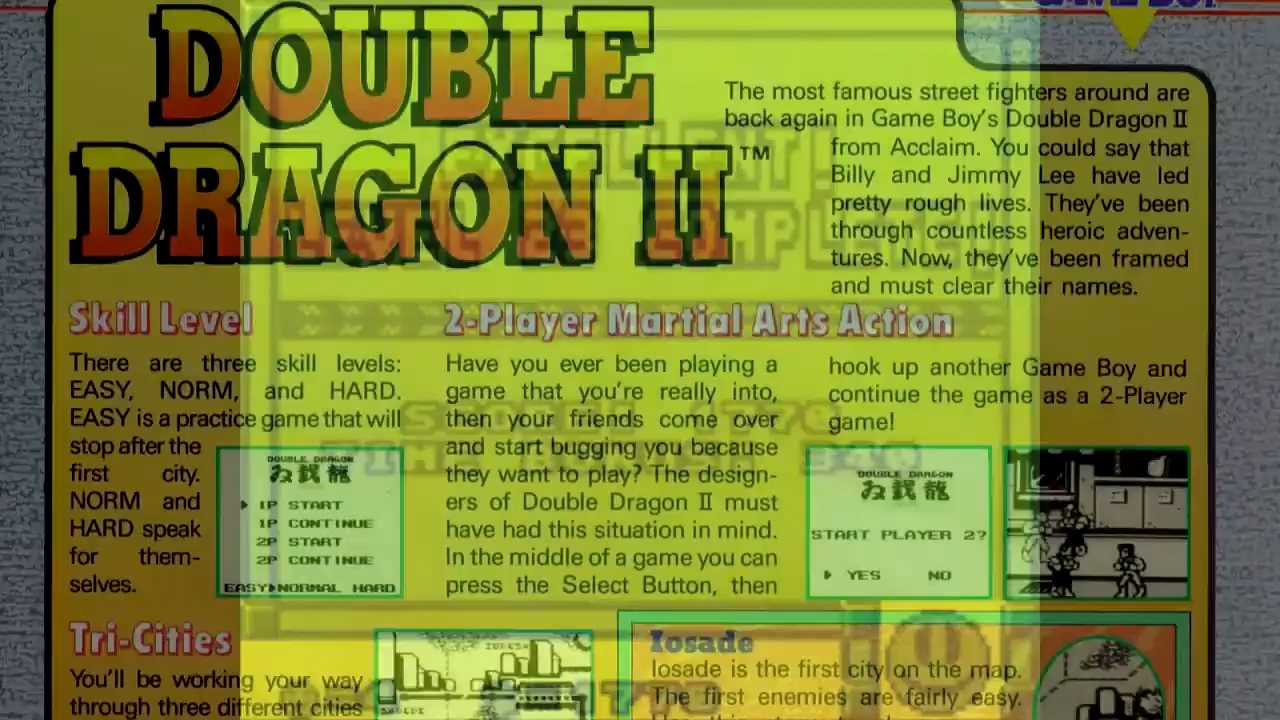 GAME BOY
DOUBLE
DRAGON II™
The most famous street fighters around are
back again in Game Boy's Double Dragon II
from Acclaim. You could say that
Billy and Jimmy Lee have led
pretty rough lives. They've been
through countless heroic adven-
tures. Now, they've been framed
and must clear their names.
EXCELLENT!
LEVEL 23 COMPLETE!
Skill Level
There are three skill levels:
EASY, NORM, and HARD.
EASY is a practice game that will
stop after the
first city.
NORM and
HARD speak
for them-
selves.
DOUBLE DRAGON
1P START
1P CONTINUE
2P START
2P CONTINUE
EASY NORMAL HARD
2-Player Martial Arts Action
Have you ever been playing a
game that you're really into,
then your friends come over
and start bugging you because
they want to play? The design-
ers of Double Dragon II must
have had this situation in mind.
In the middle of a game you can
press the Select Button, then
hook up another Game Boy and
continue the game as a 2-Player
game!
DOUBLE DRAGON
START PLAYER 2?
YES NO
Tri-Cities
You'll be working your way
through three different cities
Iosade
Iosade is the first city on the map.
The first enemies are fairly easy.